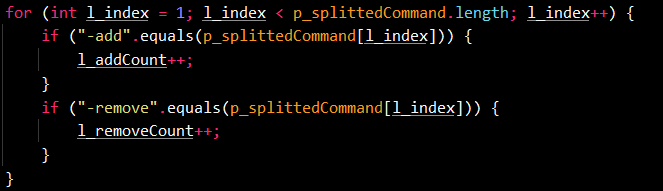 for (int l_index = 1; l_index < p_splittedCommand.length; l_index++) {
    if ("-add".equals(p_splittedCommand[l_index])) {
        l_addCount++;
    }
    if ("-remove".equals(p_splittedCommand[l_index])) {
        l_removeCount++;
    }
}